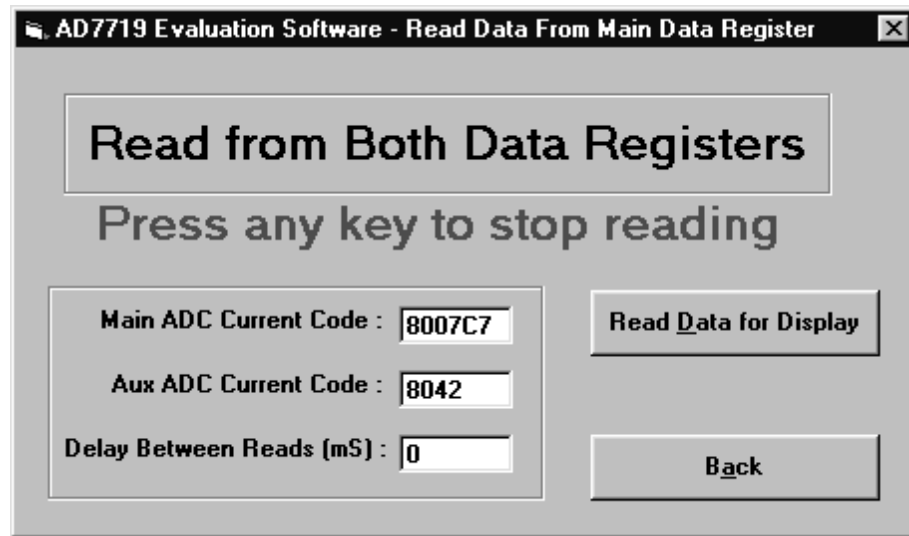 AD7719 Evaluation Software - Read Data From Main Data Register
Read from Both Data Registers
Press any key to stop reading
Main ADC Current Code : 8007C7
Aux ADC Current Code : 8042
Delay Between Reads (mS) : 0
Read Data for Display
Back